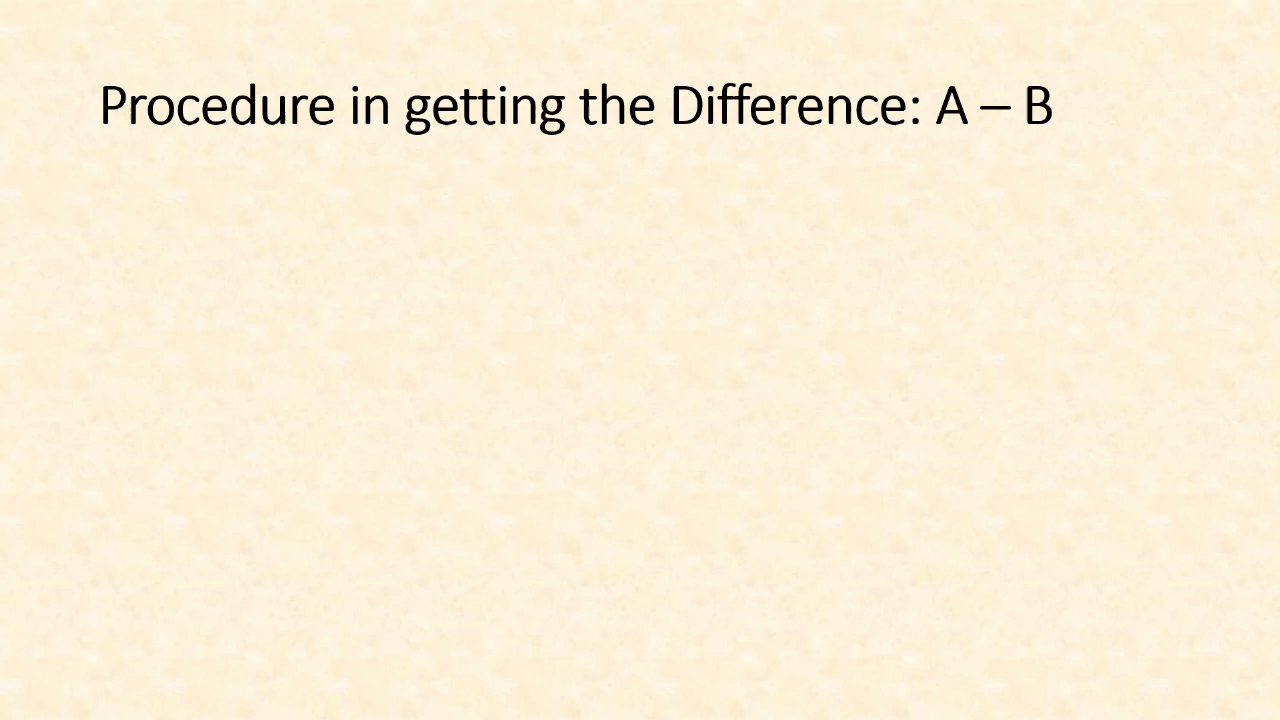 Procedure in getting the Difference: A – B